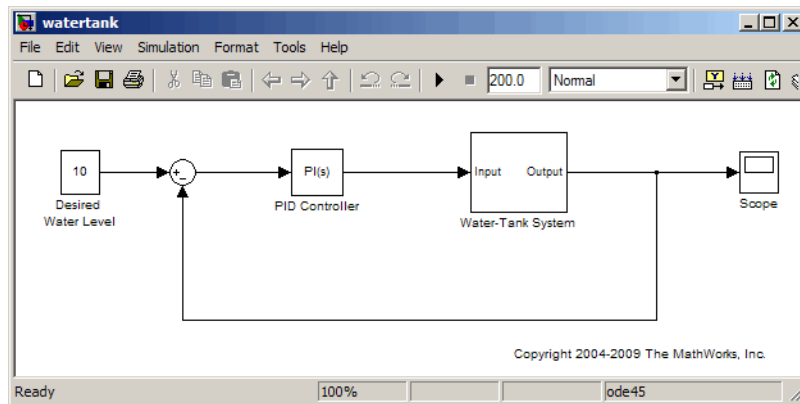 watertank
File Edit View Simulation Format Tools Help
200.0 Normal
10
+
-
PI(s)
Input Output
Desired
Water Level
PID Controller
Water-Tank System
Scope
Copyright 2004-2009 The MathWorks, Inc.
Ready 100% ode45